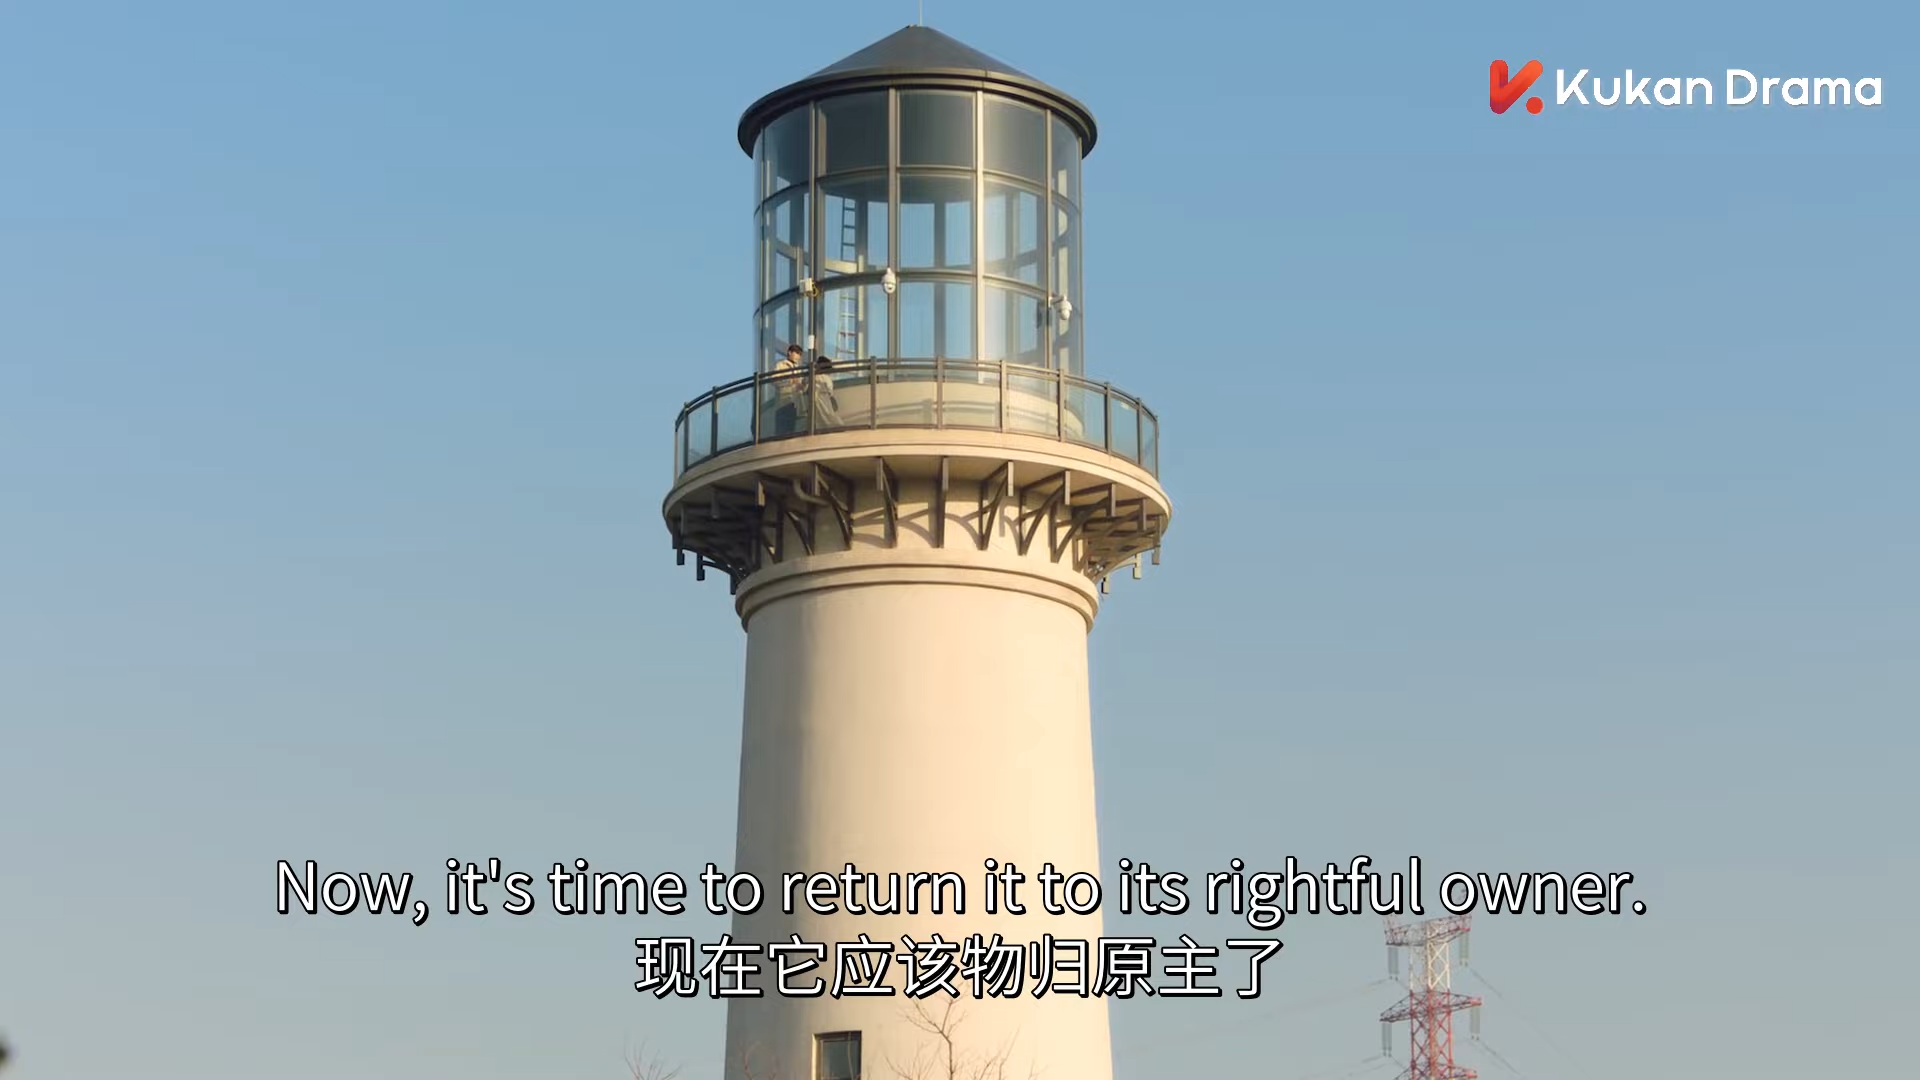 Kukan Drama
Now, it's time to return it to its rightful owner.
现在它应该物归原主了